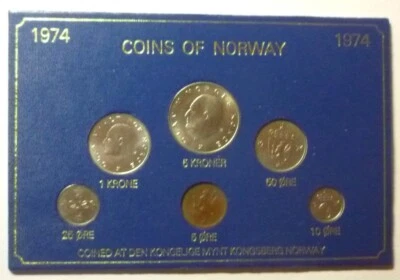 1974 COINS OF NORWAY 1974
5 KRONER
1 KRONE
50 ØRE
25 ØRE
5 ØRE
10 ØRE
COINED AT DEN KONGELIGE MYNT KONGSBERG NORWAY